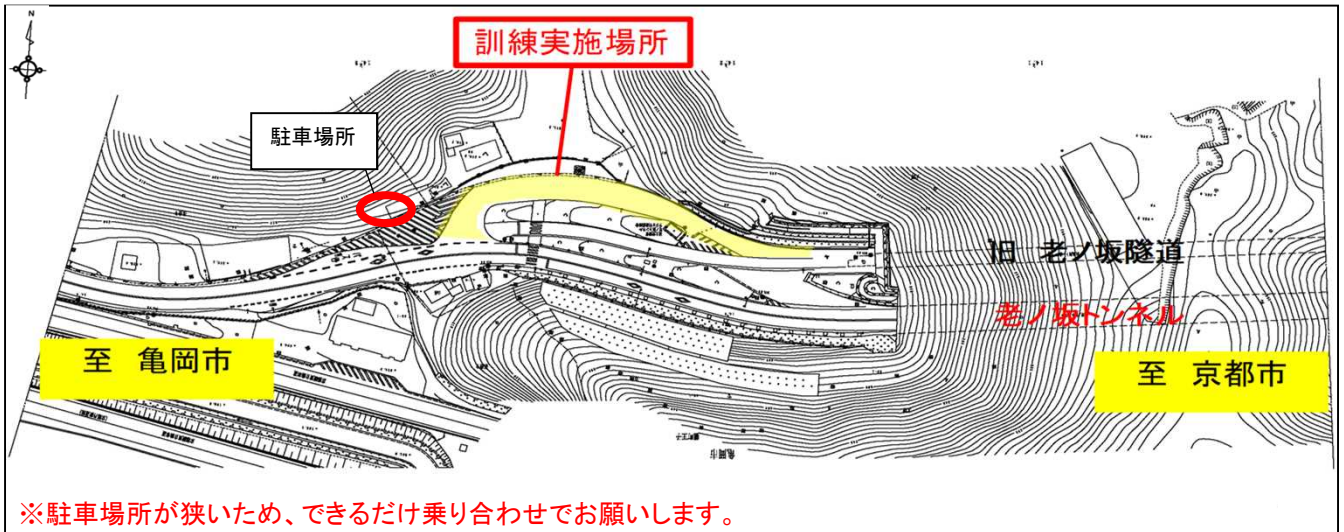 N
訓練実施場所
駐車場所
旧 老ノ坂隧道
老ノ坂トンネル
至 亀岡市
至 京都市
亀岡市
※駐車場所が狭いため、できるだけ乗り合わせでお願いします。